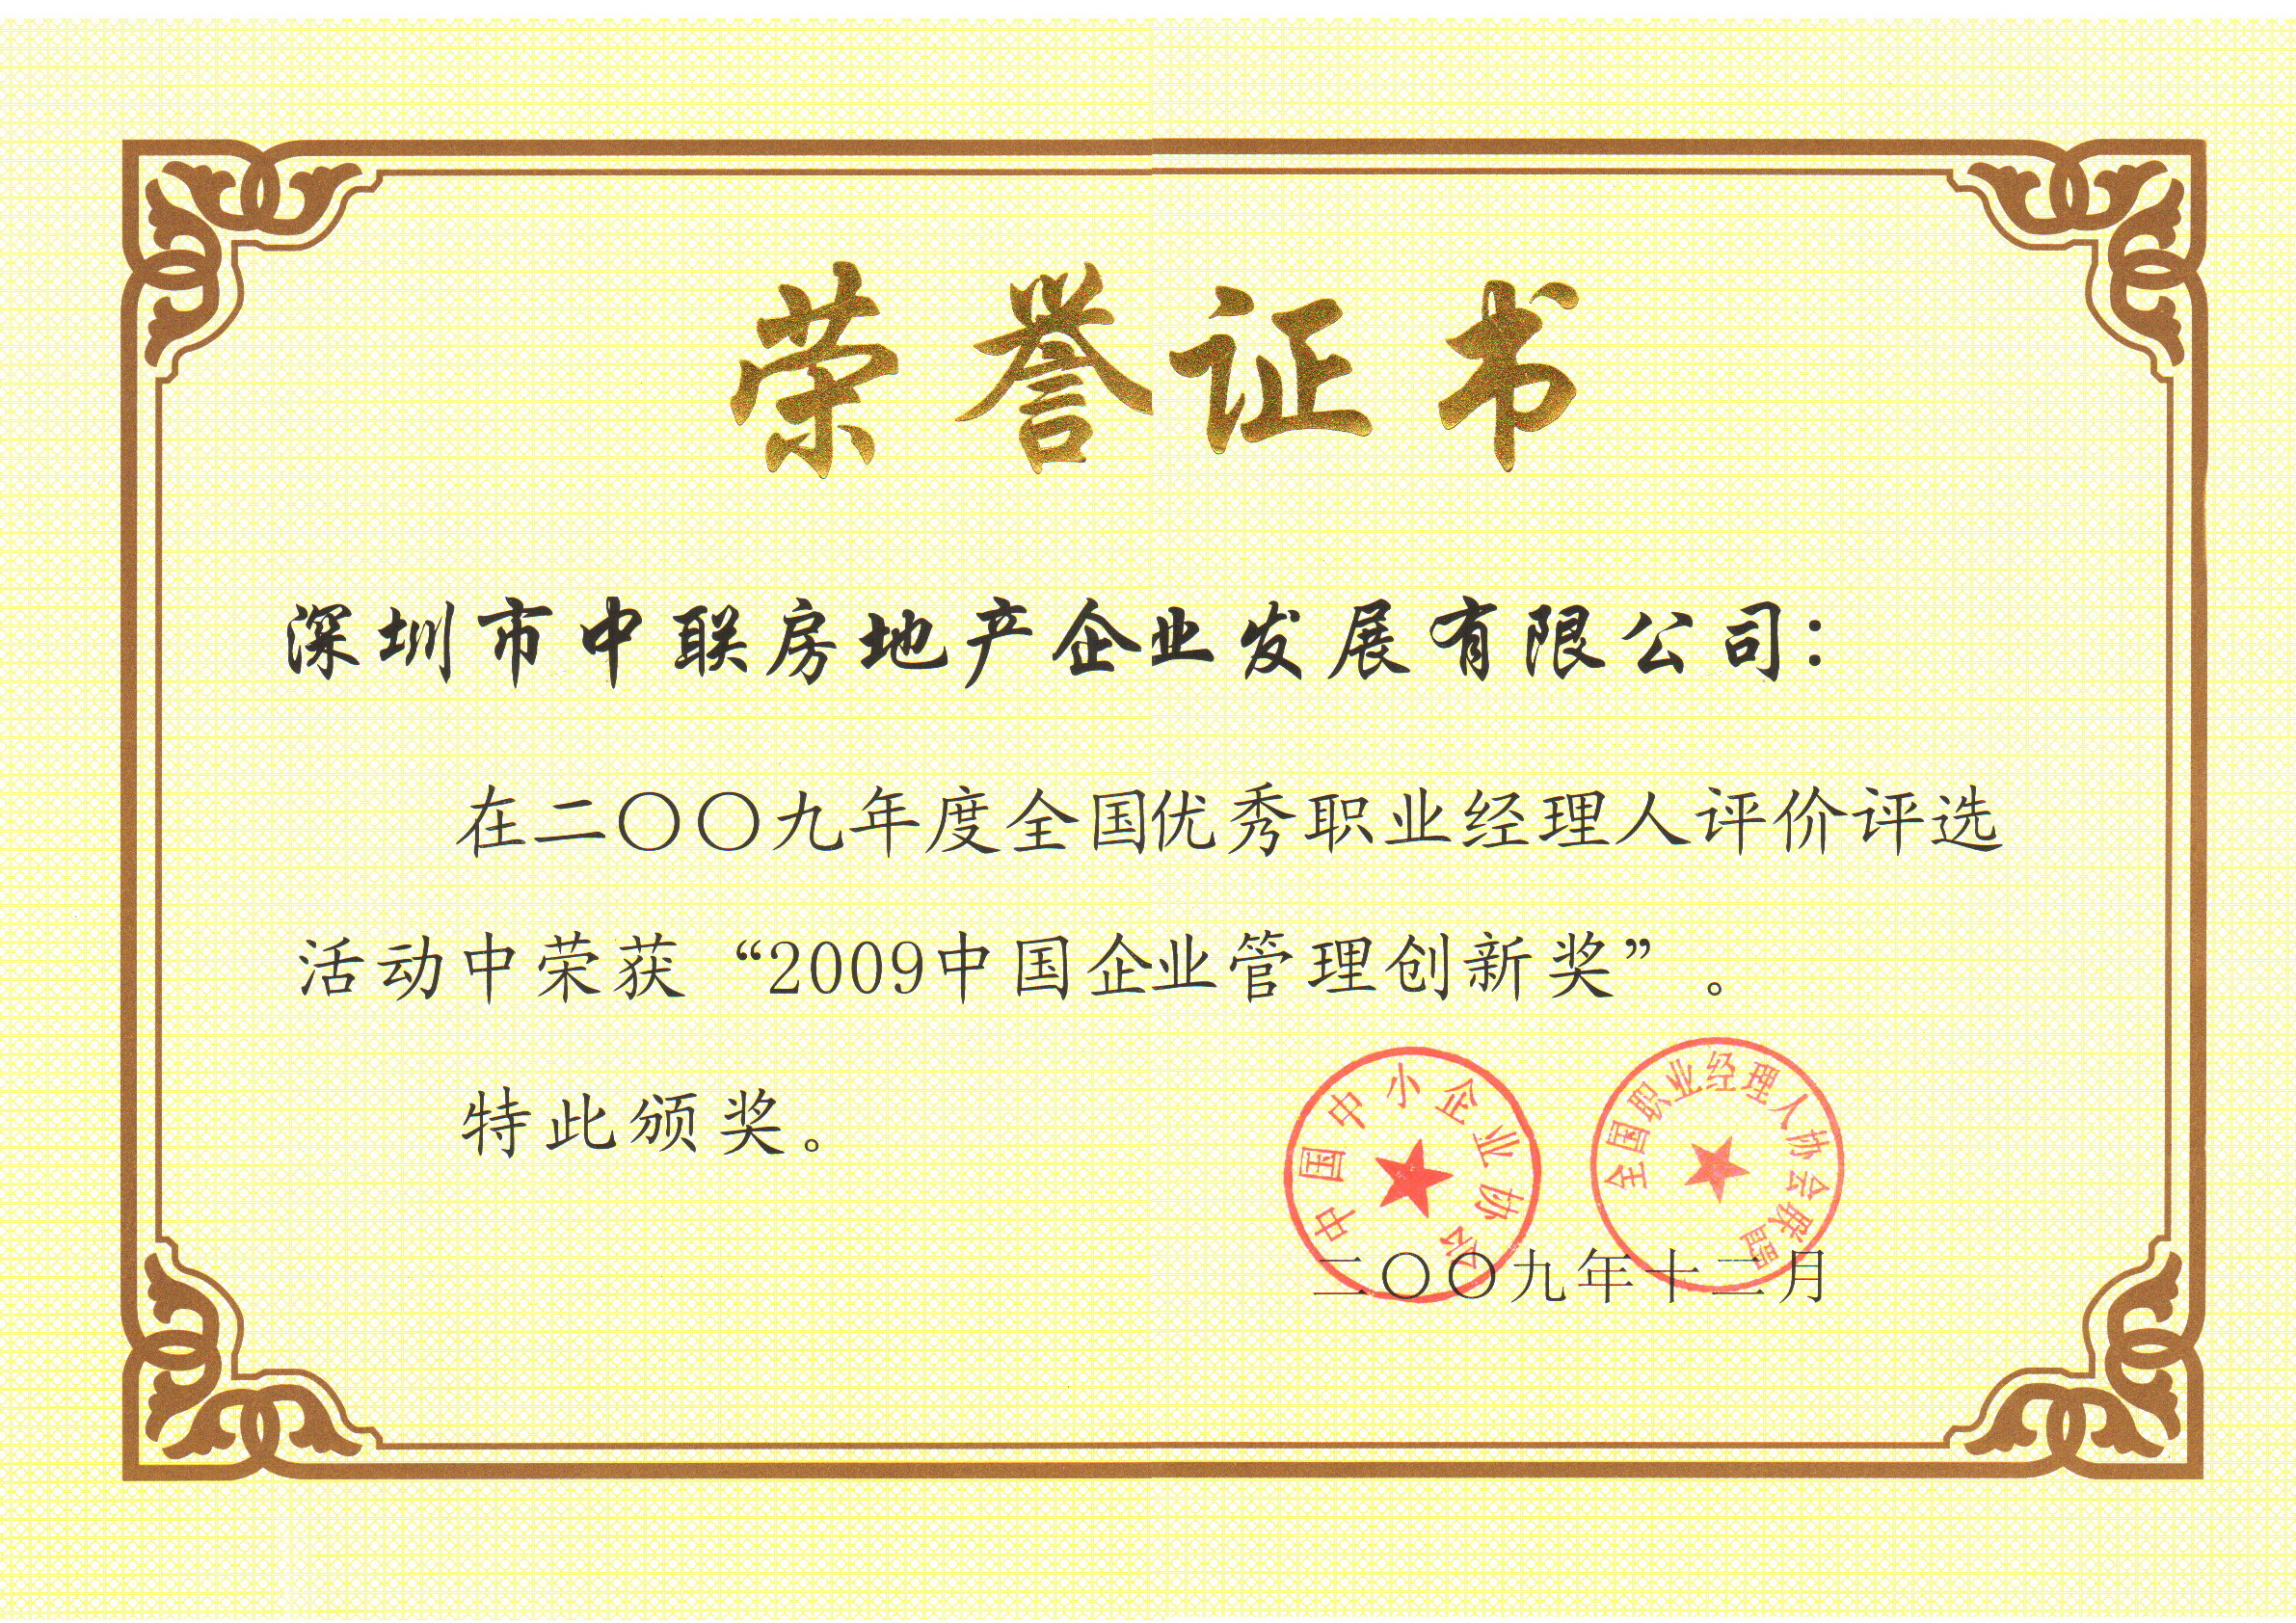 荣誉证书
深圳市中联房地产企业发展有限公司：
在二〇〇九年度全国优秀职业经理人评价评选
活动中荣获“2009中国企业管理创新奖”。
特此颁奖。
中国中小企业协会
全国职业经理人协会联盟
二〇〇九年十二月